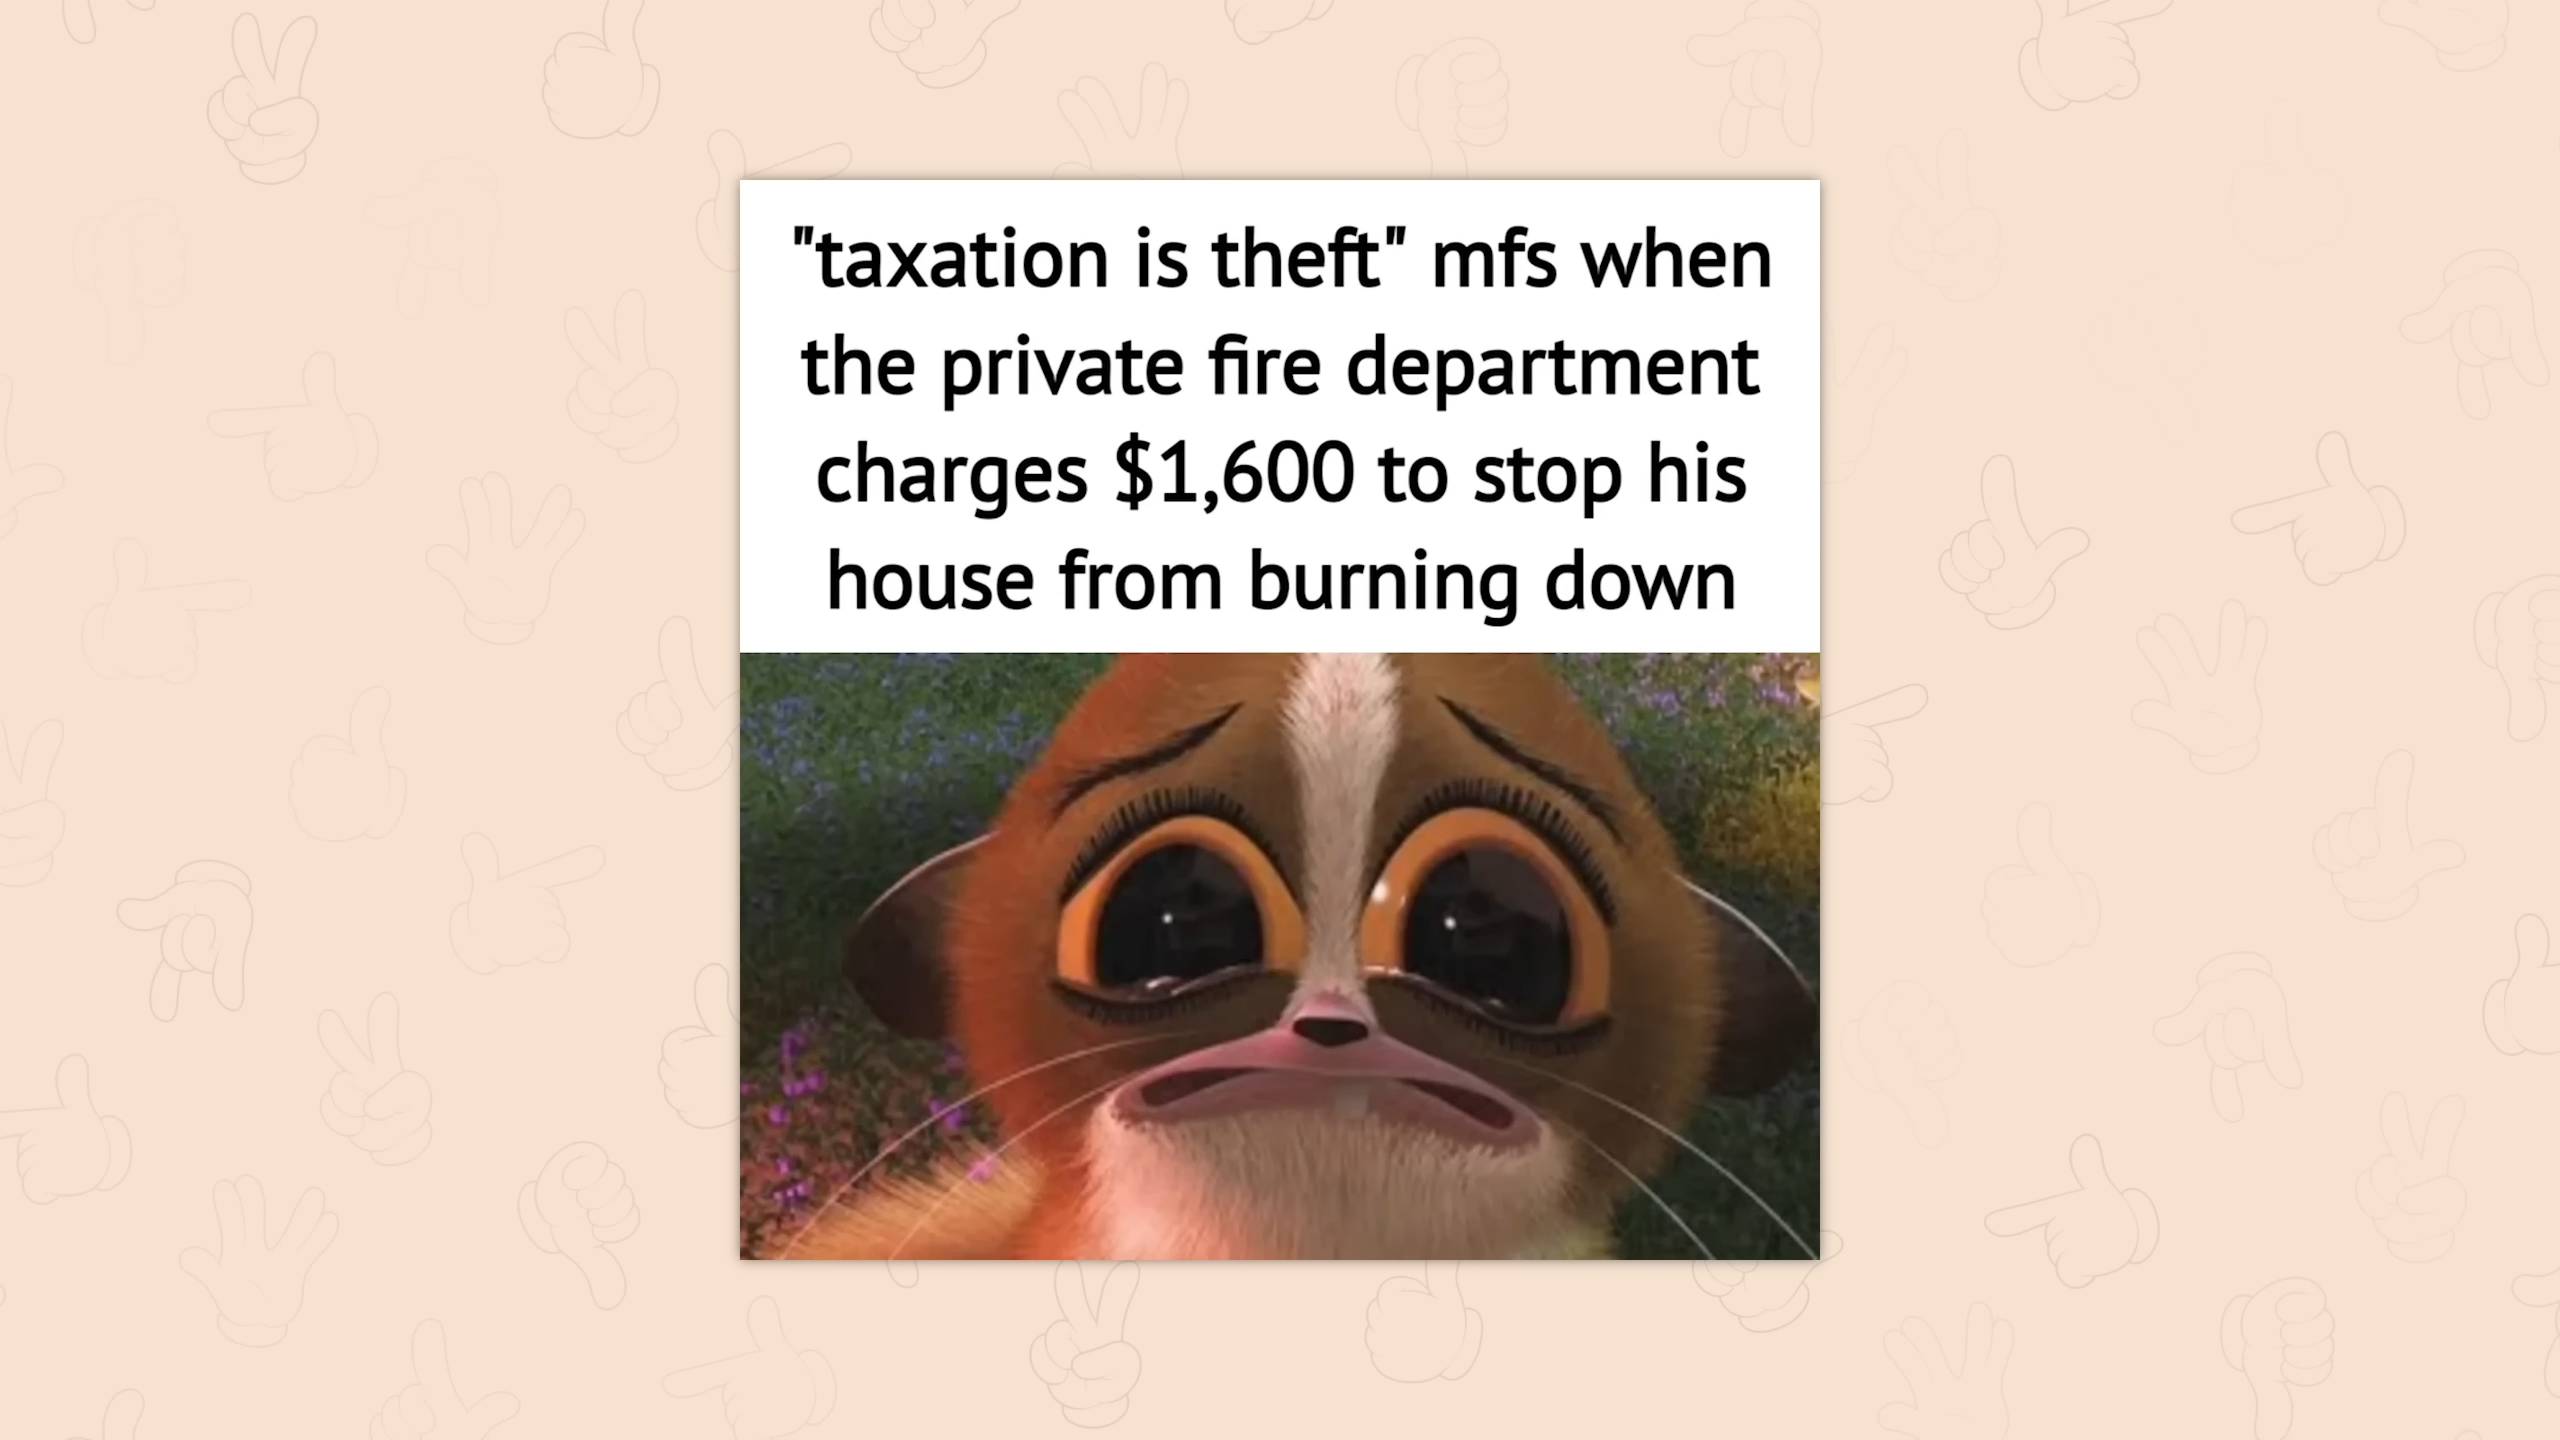 "taxation is theft" mfs when
the private fire department
charges $1,600 to stop his
house from burning down